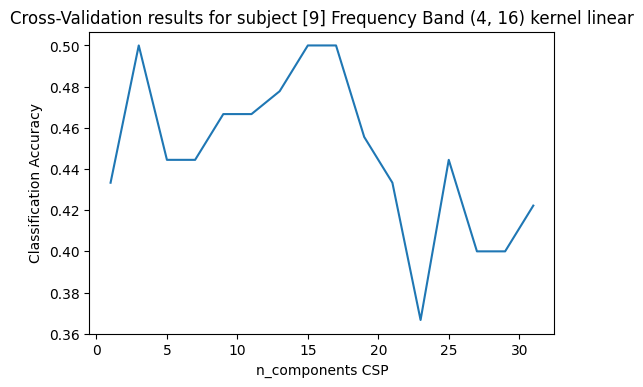 Cross-Validation results for subject [9] Frequency Band (4, 16) kernel linear
Classification Accuracy
0.50
0.48
0.46
0.44
0.42
0.40
0.38
0.36
0 5 10 15 20 25 30
n_components CSP